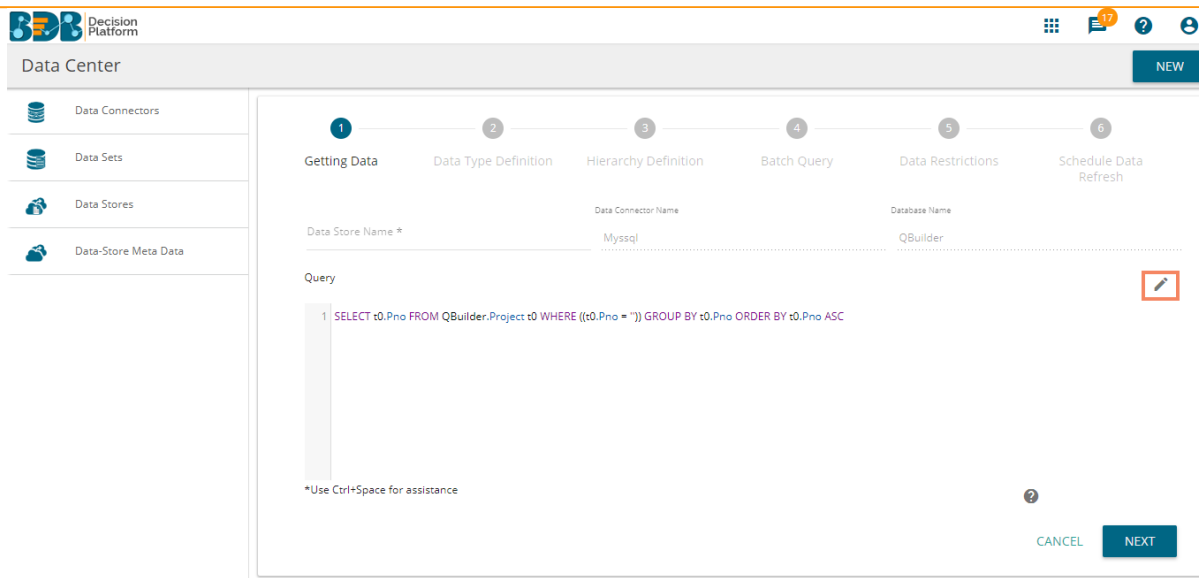 BDB Decision
Platform
17
Data Center
NEW
Data Connectors
Data Sets
Data Stores
Data-Store Meta Data
1 2 3 4 5 6
Getting Data Data Type Definition Hierarchy Definition Batch Query Data Restrictions Schedule Data
Refresh
Data Connector Name Database Name
Data Store Name * Myssql QBuilder
Query
1 SELECT t0.Pno FROM QBuilder.Project t0 WHERE ((t0.Pno = '')) GROUP BY t0.Pno ORDER BY t0.Pno ASC
*Use Ctrl+Space for assistance
CANCEL NEXT